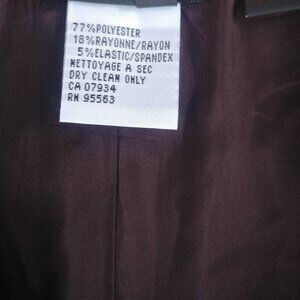 77%POLYESTER
18%RAYONNE/RAYON
5%ELASTIC/SPANDEX
NETTOYAGE A SEC
DRY CLEAN ONLY
CA 07934
RN 95563